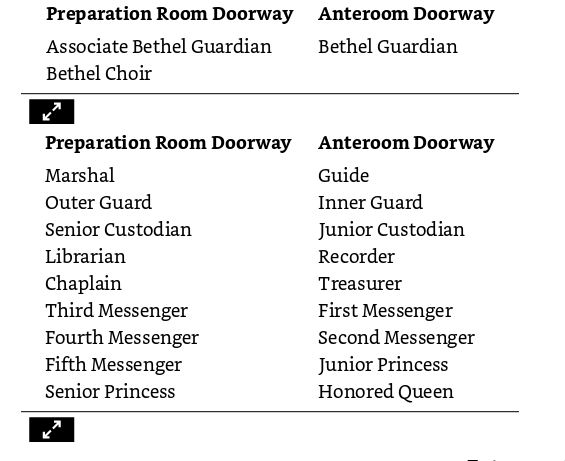 Preparation Room Doorway Anteroom Doorway
Associate Bethel Guardian Bethel Guardian
Bethel Choir
Preparation Room Doorway Anteroom Doorway
Marshal Guide
Outer Guard Inner Guard
Senior Custodian Junior Custodian
Librarian Recorder
Chaplain Treasurer
Third Messenger First Messenger
Fourth Messenger Second Messenger
Fifth Messenger Junior Princess
Senior Princess Honored Queen